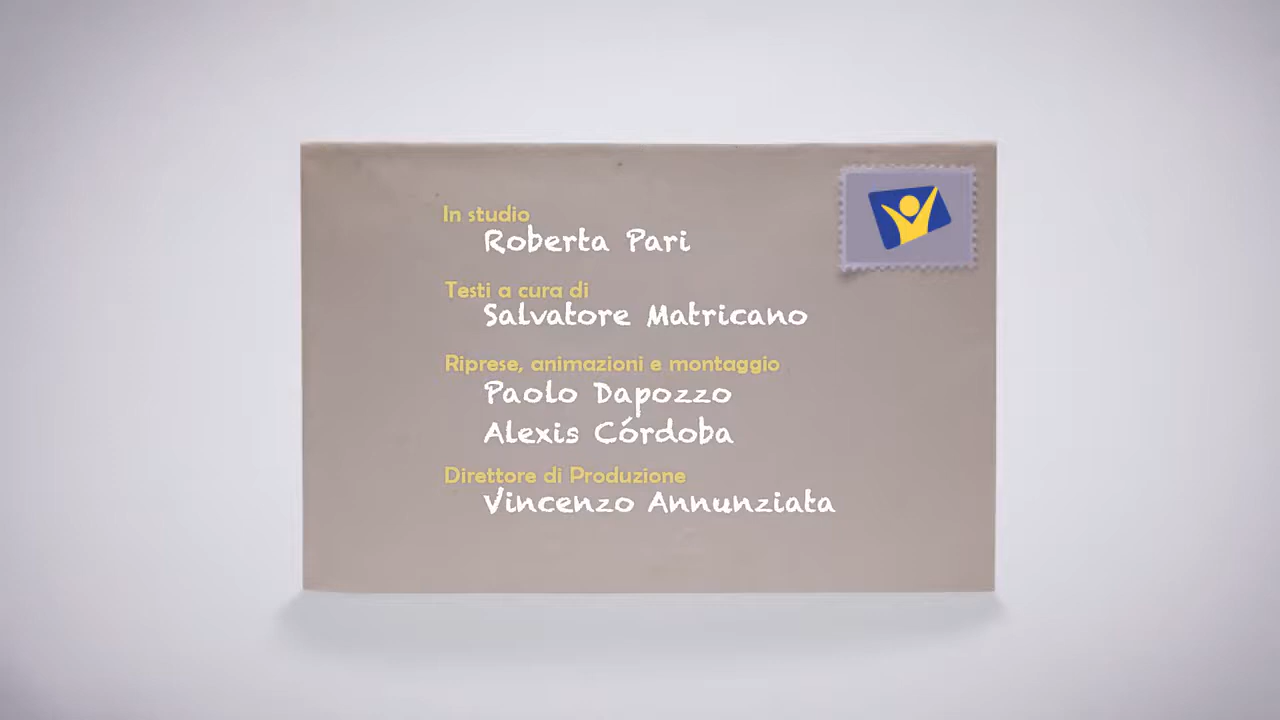 In studio
Roberta Pari
Testi a cura di
Salvatore Matricano
Riprese, animazioni e montaggio
Paolo Dapozzo
Alexis Córdoba
Direttore di Produzione
Vincenzo Annunziata